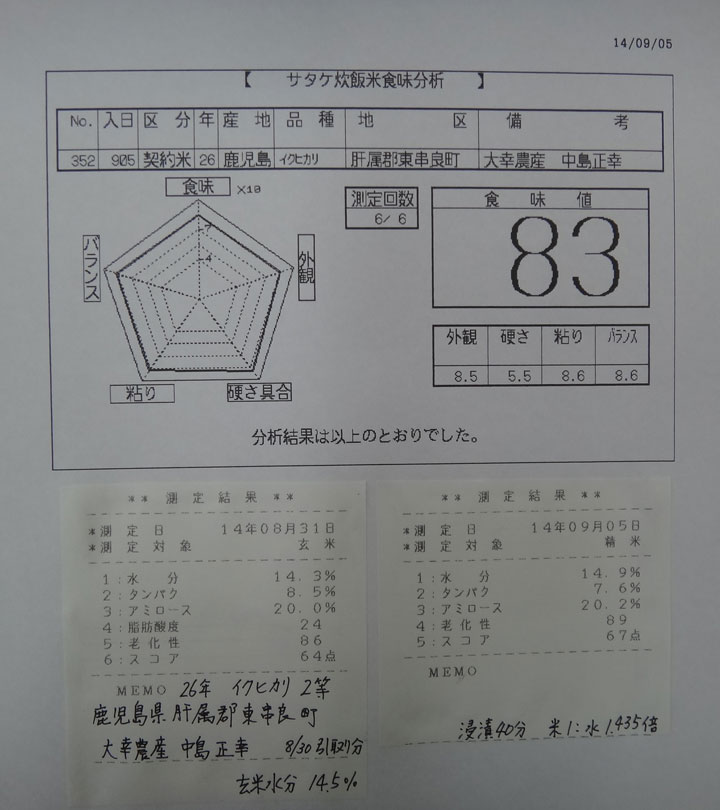 14/09/05
【 サタケ炊飯米食味分析 】
No. 入日 区分 年 産地 品種 地区 備考
352 905 契約米 26 鹿児島 イクヒカリ 肝属郡東串良町 大幸農産 中島正幸
食味 ×10
7
4
バランス
外観
粘り
硬さ具合
測定回数
6/ 6
食味値
83
外観 硬さ 粘り バランス
8.5 5.5 8.6 8.6
分析結果は以上のとおりでした。
** 測定結果 **
*測定日 14年08月31日
*測定対象 玄米
1:水分 14.3%
2:タンパク 8.5%
3:アミロース 20.0%
4:脂肪酸度 24
5:老化性 86
6:スコア 64点
MEMO 26年 イクヒカリ 2等
鹿児島県肝属郡東串良町
大幸農産 中島正幸 8/30引取り分
玄米水分 14.5%
** 測定結果 **
*測定日 14年09月05日
*測定対象 精米
1:水分 14.9%
2:タンパク 7.6%
3:アミロース 20.2%
4:老化性 89
5:スコア 67点
MEMO
浸漬40分 米1:水1.435倍